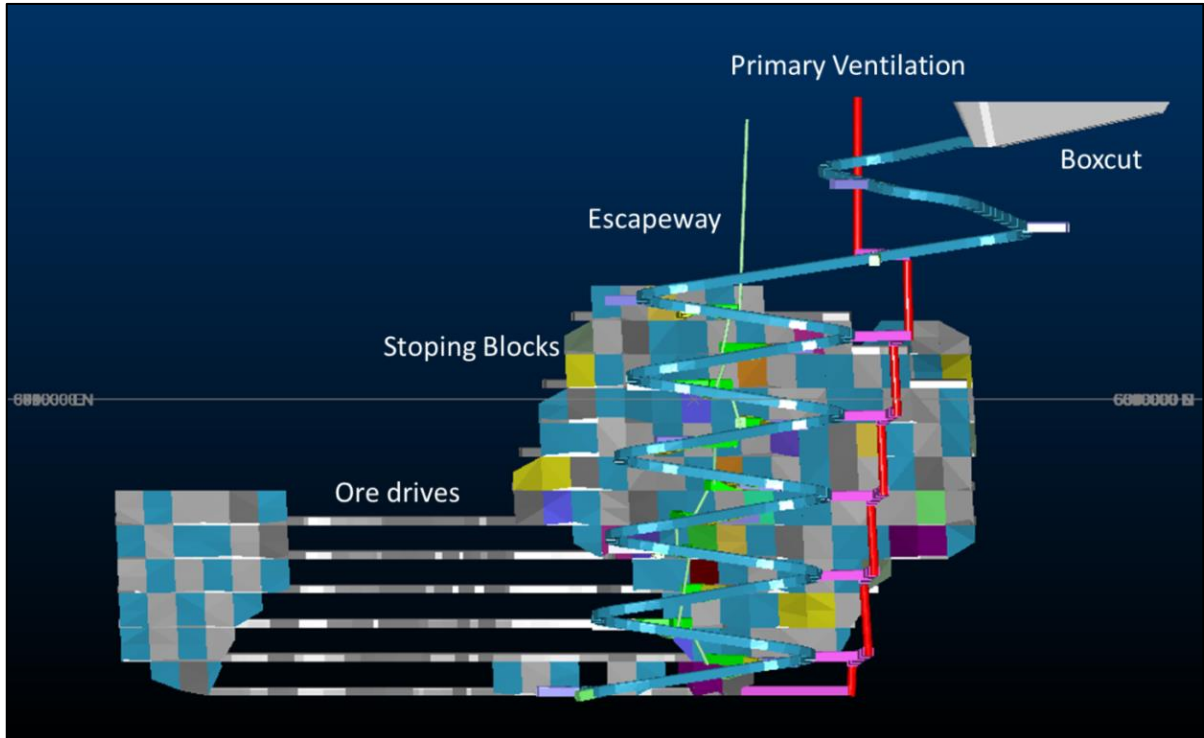 Primary Ventilation
Boxcut
Escapeway
Stoping Blocks
Ore drives